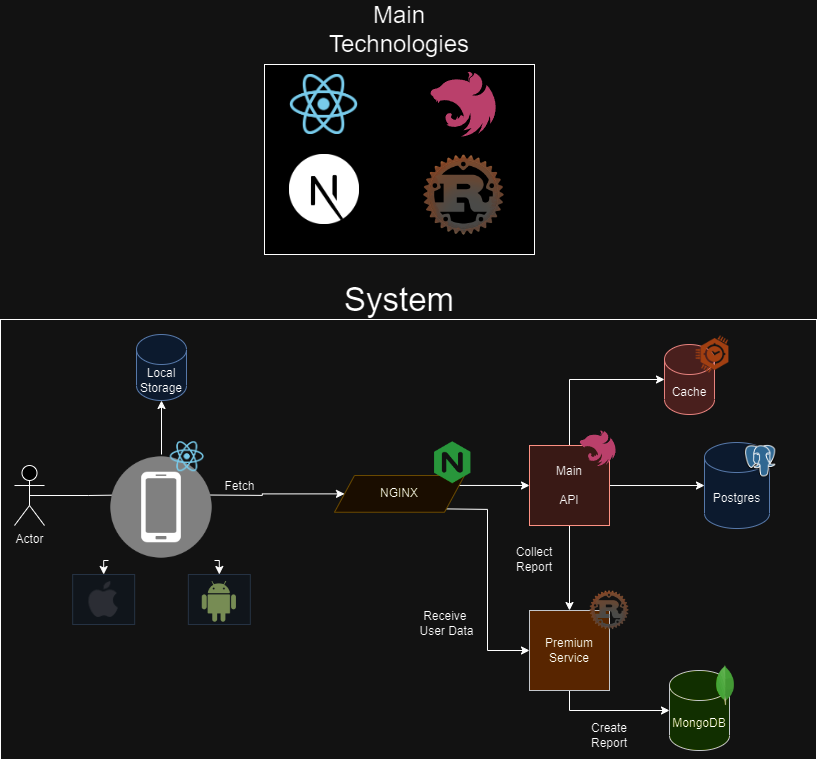 Main
Technologies
System
Local
Storage
Cache
Fetch
NGINX
Main
API
Postgres
Actor
Collect
Report
Receive
User Data
Premium
Service
MongoDB
Create
Report